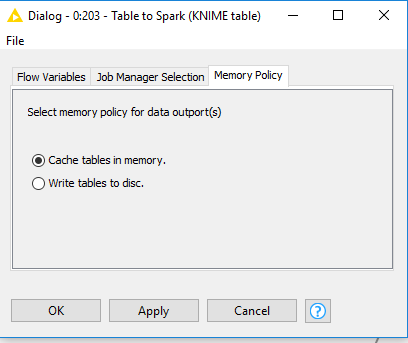 Dialog - 0:203 - Table to Spark (KNIME table)
File
Flow Variables Job Manager Selection Memory Policy
Select memory policy for data outport(s)
Cache tables in memory.
Write tables to disc.
OK Apply Cancel ?